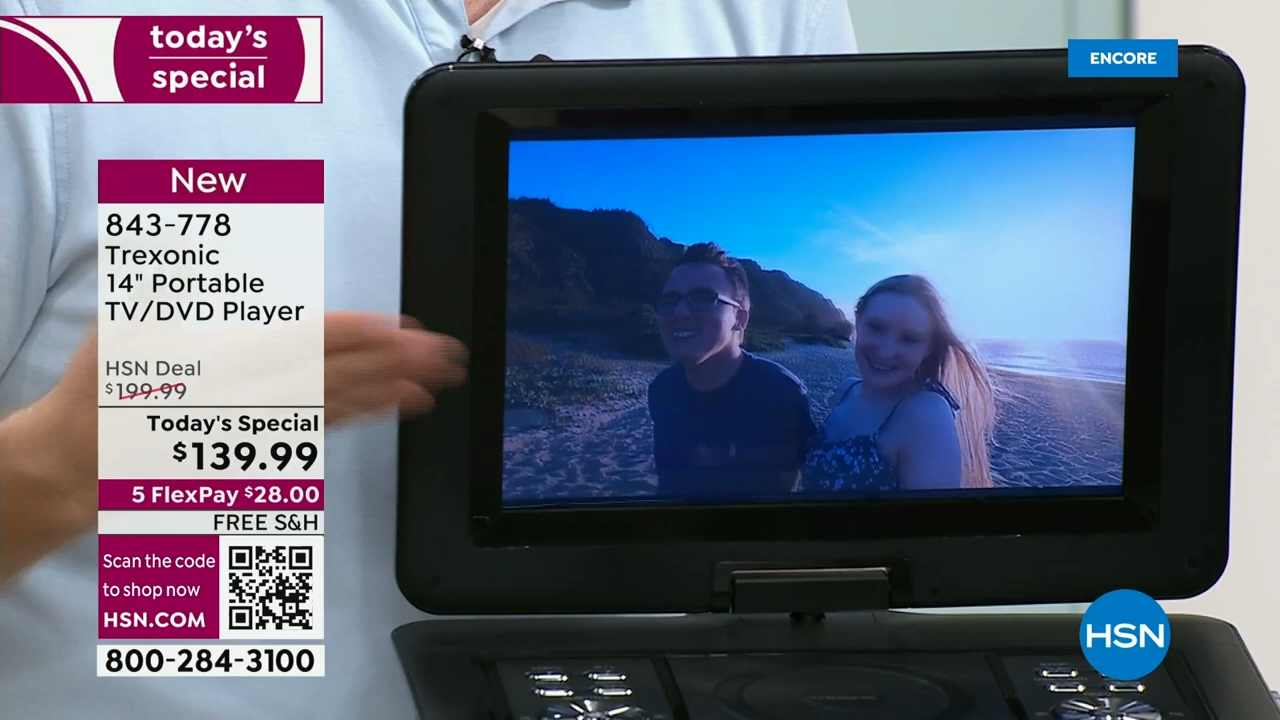 today's
special
ENCORE
New
843-778
Trexonic
14" Portable
TV/DVD Player
HSN Deal
$199.99
Today's Special
$139.99
5 FlexPay $28.00
FREE S&H
Scan the code
to shop now
HSN.COM
800-284-3100
HSN